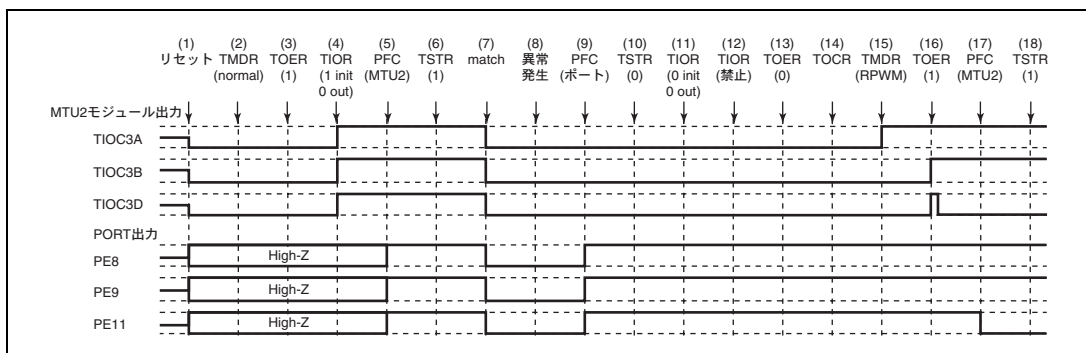 (1) (2) (3) (4) (5) (6) (7) (8) (9) (10) (11) (12) (13) (14) (15) (16) (17) (18)
リセット TMDR TOER TIOR PFC TSTR match 異常 PFC TSTR TIOR TIOR TOER TOCR TMDR TOER PFC TSTR
(normal) (1) (1 init (MTU2) (1) 発生 (ポート) (0) (0 init (禁止) (0) (RPWM) (1) (MTU2) (1)
0 out) 0 out)
MTU2モジュール出力
TIOC3A
TIOC3B
TIOC3D
PORT出力
PE8 High-Z
PE9 High-Z
PE11 High-Z